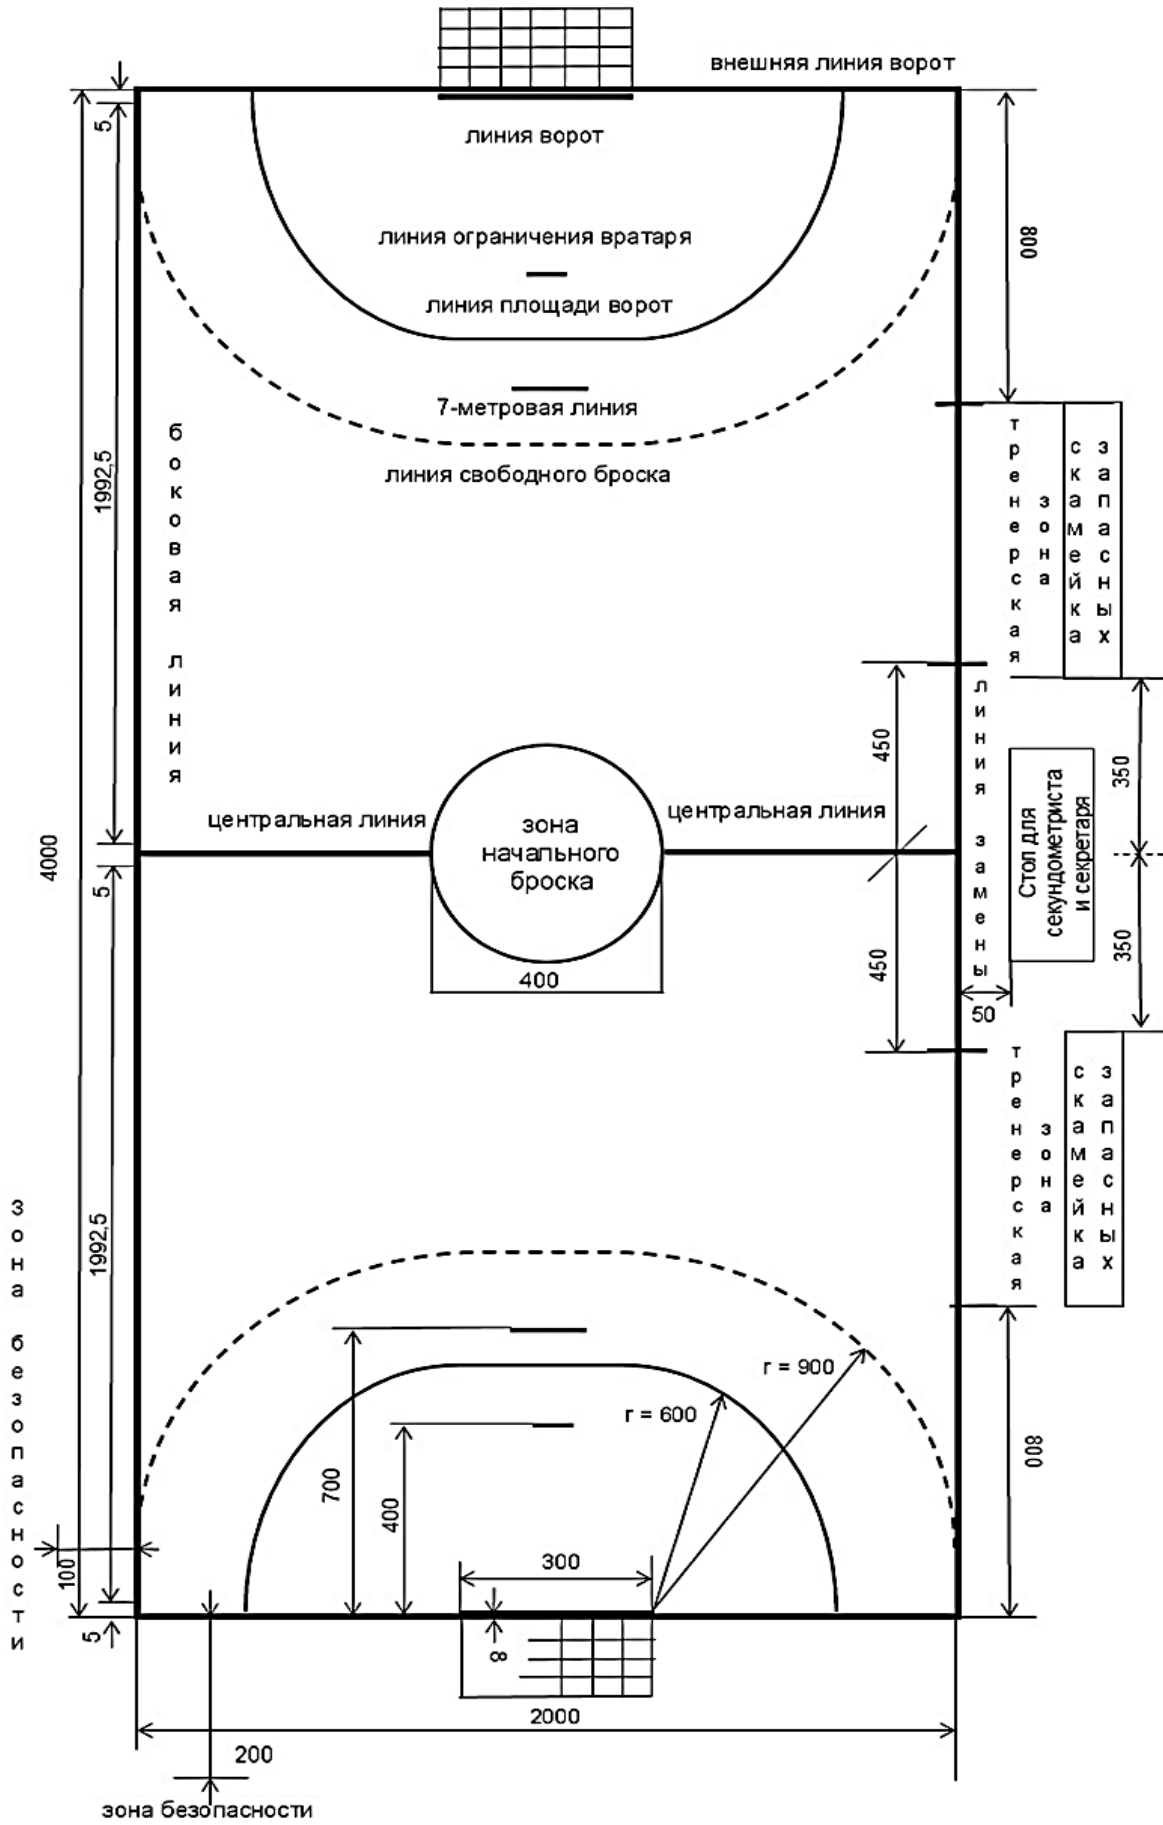 внешняя линия ворот
5
линия ворот
линия ограничения вратаря
800
линия площади ворот
7-метровая линия
линия свободного броска
1992,5
боковая линия
тренерская
зона
скамейка
запасных
450
350
линия замены
Стол для
секундометриста
и секретаря
центральная линия
центральная линия
зона
начального
броска
4000
5
450
350
400
50
тренерская
зона
скамейка
запасных
зона безопасности
1992,5
r = 900
r = 600
800
700
400
300
100
5
8
2000
200
зона безопасности